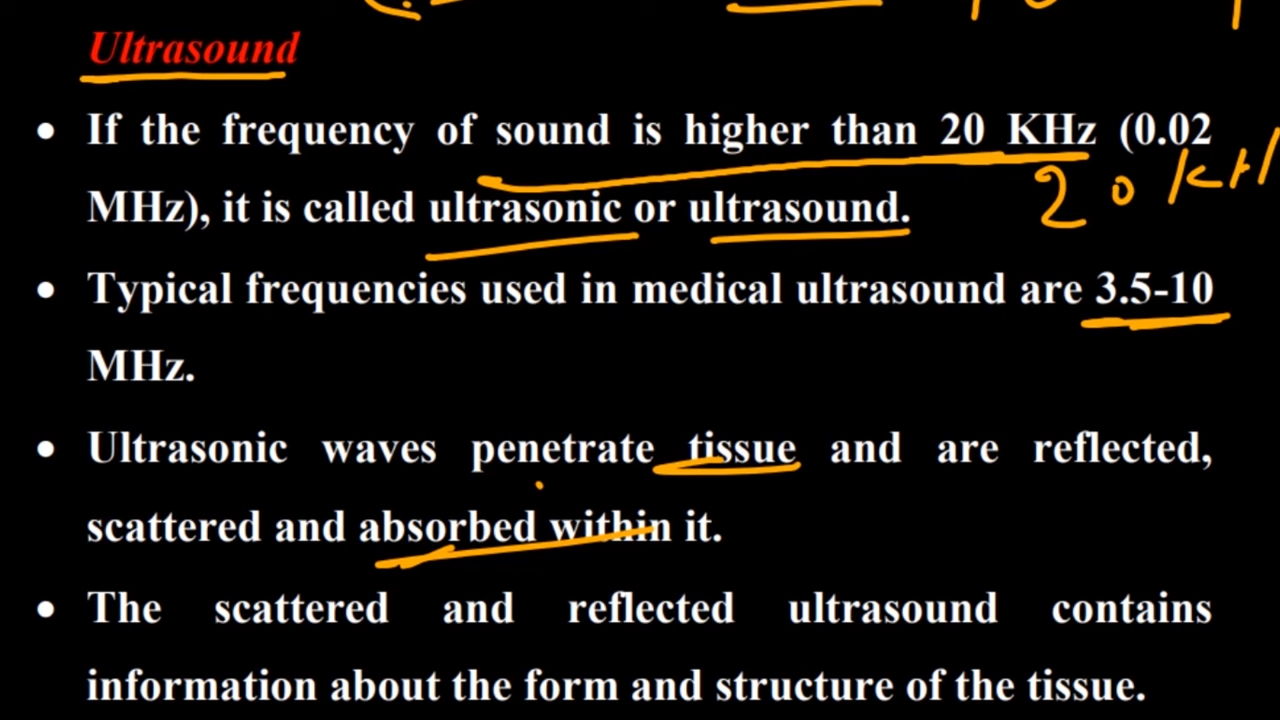 Ultrasound
• If the frequency of sound is higher than 20 KHz (0.02
MHz), it is called ultrasonic or ultrasound.
20 KH
• Typical frequencies used in medical ultrasound are 3.5-10
MHz.
• Ultrasonic waves penetrate tissue and are reflected,
scattered and absorbed within it.
• The scattered and reflected ultrasound contains
information about the form and structure of the tissue.